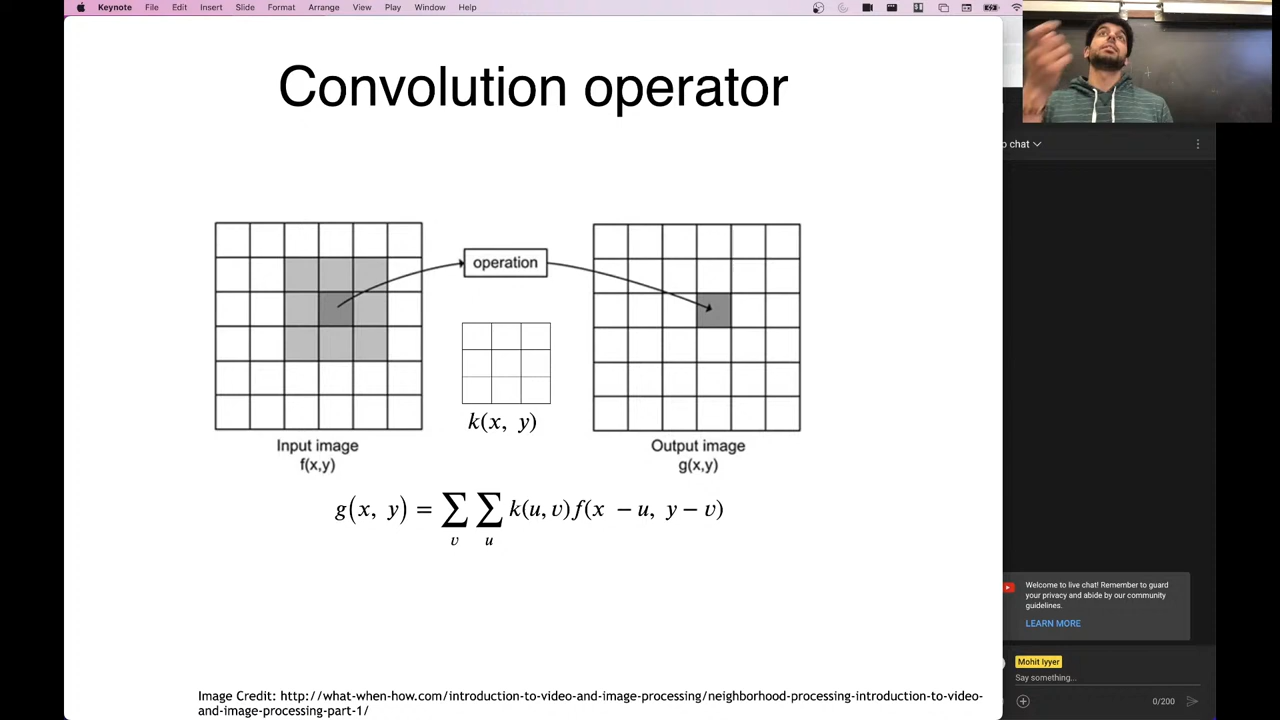 Keynote File Edit Insert Slide Format Arrange View Play Window Help
Convolution operator
operation
k(x, y)
Input image
f(x,y)
Output image
g(x,y)
g(x, y) = ∑ ∑ k(u, v) f(x − u, y − v)
v u
Image Credit: http://what-when-how.com/introduction-to-video-and-image-processing/neighborhood-processing-introduction-to-video-
and-image-processing-part-1/
chat
Welcome to live chat! Remember to guard
your privacy and abide by our community
guidelines.
LEARN MORE
Mohit Iyyer
Say something...
0/200